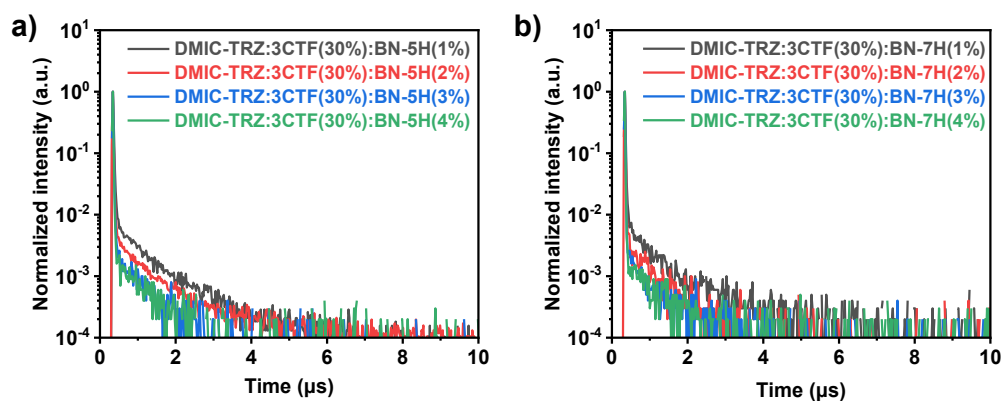 a)
Normalized intensity (a.u.)
10¹
10⁰
10⁻¹
10⁻²
10⁻³
10⁻⁴
DMIC-TRZ:3CTF(30%):BN-5H(1%)
DMIC-TRZ:3CTF(30%):BN-5H(2%)
DMIC-TRZ:3CTF(30%):BN-5H(3%)
DMIC-TRZ:3CTF(30%):BN-5H(4%)
0 2 4 6 8 10
Time (μs)
b)
Normalized intensity (a.u.)
10¹
10⁰
10⁻¹
10⁻²
10⁻³
10⁻⁴
DMIC-TRZ:3CTF(30%):BN-7H(1%)
DMIC-TRZ:3CTF(30%):BN-7H(2%)
DMIC-TRZ:3CTF(30%):BN-7H(3%)
DMIC-TRZ:3CTF(30%):BN-7H(4%)
0 2 4 6 8 10
Time (μs)